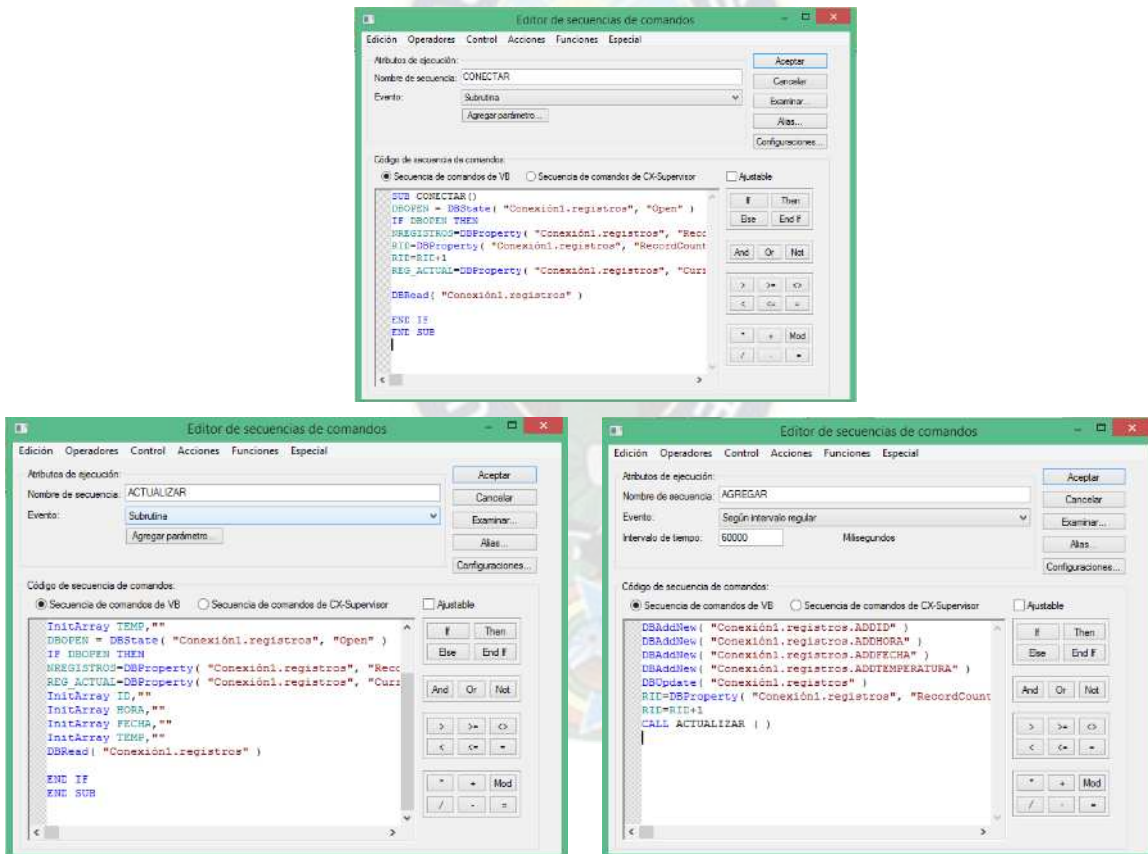 Editor de secuencias de comandos
Edición Operadores Control Acciones Funciones Especial
Atributos de ejecución:
Nombre de secuencia: CONECTAR
Evento: Subrutina
Agregar parámetro...
Aceptar
Cancelar
Examinar...
Alias...
Configuraciones...
Código de secuencia de comandos:
Secuencia de comandos de VB Secuencia de comandos de CX-Supervisor Ajustable
SUB CONECTAR()
DBOPEN = DBState( "Conexión1.registros", "Open" )
IF DBOPEN THEN
NREGISTROS=DBProperty( "Conexión1.registros", "Reco
RID=DBProperty( "Conexión1.registros", "RecordCount
RID=RID+1
REG_ACTUAL=DBProperty( "Conexión1.registros", "Curr
DBRead( "Conexión1.registros" )
END IF
END SUB
If Then
Else End If
And Or Not
> >= <>
< <= =
* + Mod
/ - =
Editor de secuencias de comandos
Edición Operadores Control Acciones Funciones Especial
Atributos de ejecución:
Nombre de secuencia: ACTUALIZAR
Evento: Subrutina
Agregar parámetro...
Aceptar
Cancelar
Examinar...
Alias...
Configuraciones...
Código de secuencia de comandos:
Secuencia de comandos de VB Secuencia de comandos de CX-Supervisor Ajustable
InitArray TEMP,""
DBOPEN = DBState( "Conexión1.registros", "Open" )
IF DBOPEN THEN
NREGISTROS=DBProperty( "Conexión1.registros", "Reco
REG_ACTUAL=DBProperty( "Conexión1.registros", "Curr
InitArray ID,""
InitArray HORA,""
InitArray FECHA,""
InitArray TEMP,""
DBRead( "Conexión1.registros" )
END IF
END SUB
If Then
Else End If
And Or Not
> >= <>
< <= =
* + Mod
/ - =
Editor de secuencias de comandos
Edición Operadores Control Acciones Funciones Especial
Atributos de ejecución:
Nombre de secuencia: AGREGAR
Evento: Según intervalo regular
Intervalo de tiempo: 60000 Milisegundos
Aceptar
Cancelar
Examinar...
Alias...
Configuraciones...
Código de secuencia de comandos:
Secuencia de comandos de VB Secuencia de comandos de CX-Supervisor Ajustable
DBAddNew( "Conexión1.registros.ADDID" )
DBAddNew( "Conexión1.registros.ADDHORA" )
DBAddNew( "Conexión1.registros.ADDFECHA" )
DBAddNew( "Conexión1.registros.ADDTEMPERATURA" )
DBUpdate( "Conexión1.registros" )
RID=DBProperty( "Conexión1.registros", "RecordCount
RID=RID+1
CALL ACTUALIZAR ( )
If Then
Else End If
And Or Not
> >= <>
< <= =
* + Mod
/ - =